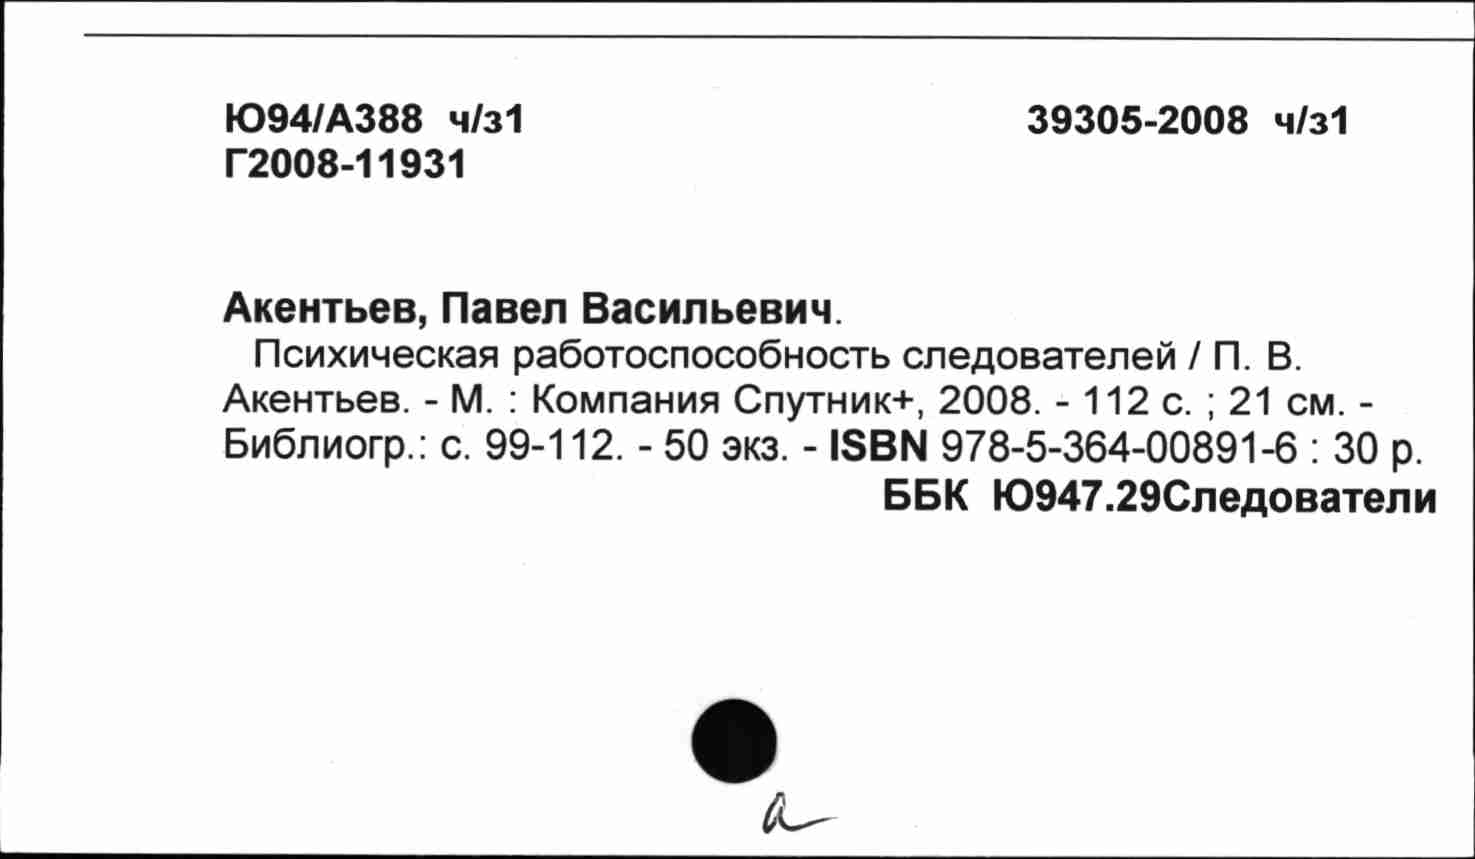 Ю94/А388 ч/з1 39305-2008 ч/з1
Г2008-11931
Акентьев, Павел Васильевич.
Психическая работоспособность следователей / П. В.
Акентьев. - М. : Компания Спутник+, 2008. - 112 с. ; 21 см. -
Библиогр.: с. 99-112. - 50 экз. - ISBN 978-5-364-00891-6 : 30 р.
ББК Ю947.29Следователи
а